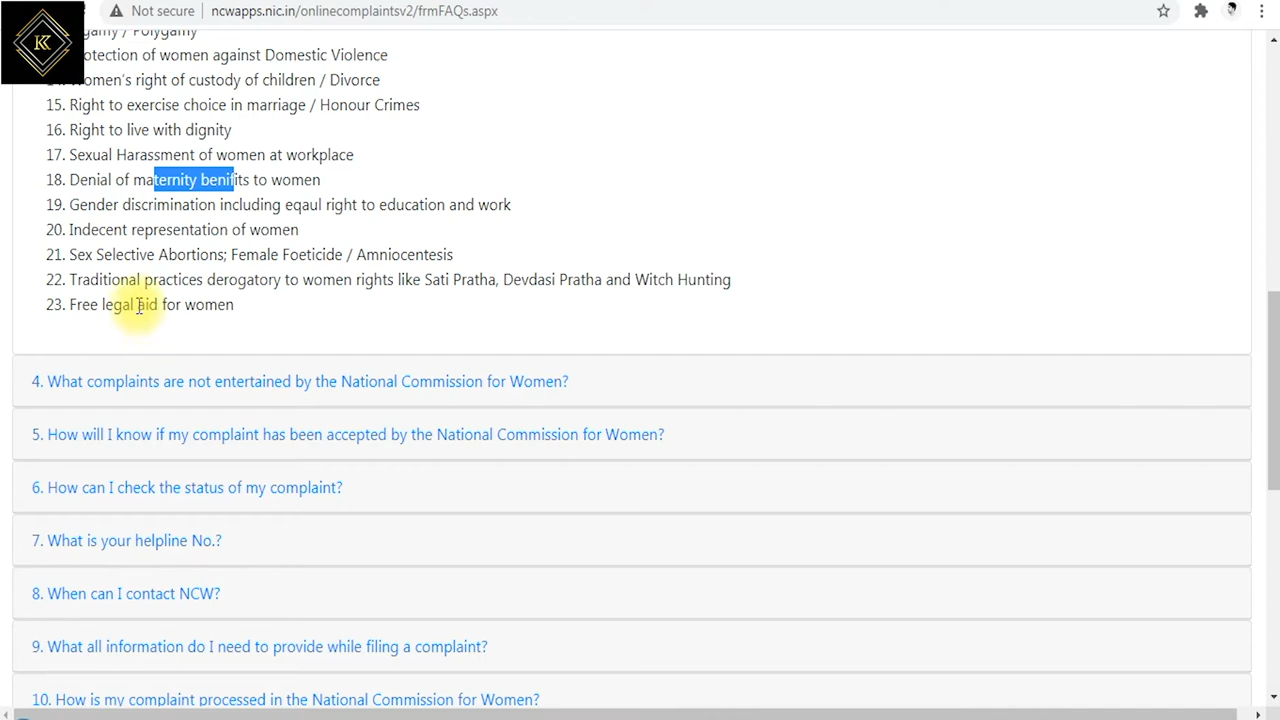 Not secure
ncwapps.nic.in/onlinecomplaintsv2/frmFAQs.aspx
K
/ Polygamy
of women against Domestic Violence
Women's right of custody of children / Divorce
15. Right to exercise choice in marriage / Honour Crimes
16. Right to live with dignity
17. Sexual Harassment of women at workplace
18. Denial of maternity benifits to women
19. Gender discrimination including eqaul right to education and work
20. Indecent representation of women
21. Sex Selective Abortions; Female Foeticide / Amniocentesis
22. Traditional practices derogatory to women rights like Sati Pratha, Devdasi Pratha and Witch Hunting
23. Free legal aid for women
4. What complaints are not entertained by the National Commission for Women?
5. How will I know if my complaint has been accepted by the National Commission for Women?
6. How can I check the status of my complaint?
7. What is your helpline No.?
8. When can I contact NCW?
9. What all information do I need to provide while filing a complaint?
10. How is my complaint processed in the National Commission for Women?